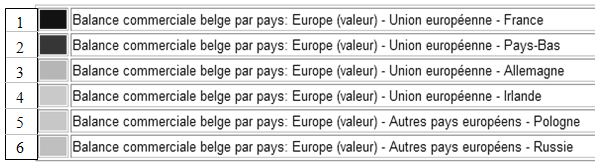 1 Balance commerciale belge par pays: Europe (valeur) - Union européenne - France
2 Balance commerciale belge par pays: Europe (valeur) - Union européenne - Pays-Bas
3 Balance commerciale belge par pays: Europe (valeur) - Union européenne - Allemagne
4 Balance commerciale belge par pays: Europe (valeur) - Union européenne - Irlande
5 Balance commerciale belge par pays: Europe (valeur) - Autres pays européens - Pologne
6 Balance commerciale belge par pays: Europe (valeur) - Autres pays européens - Russie